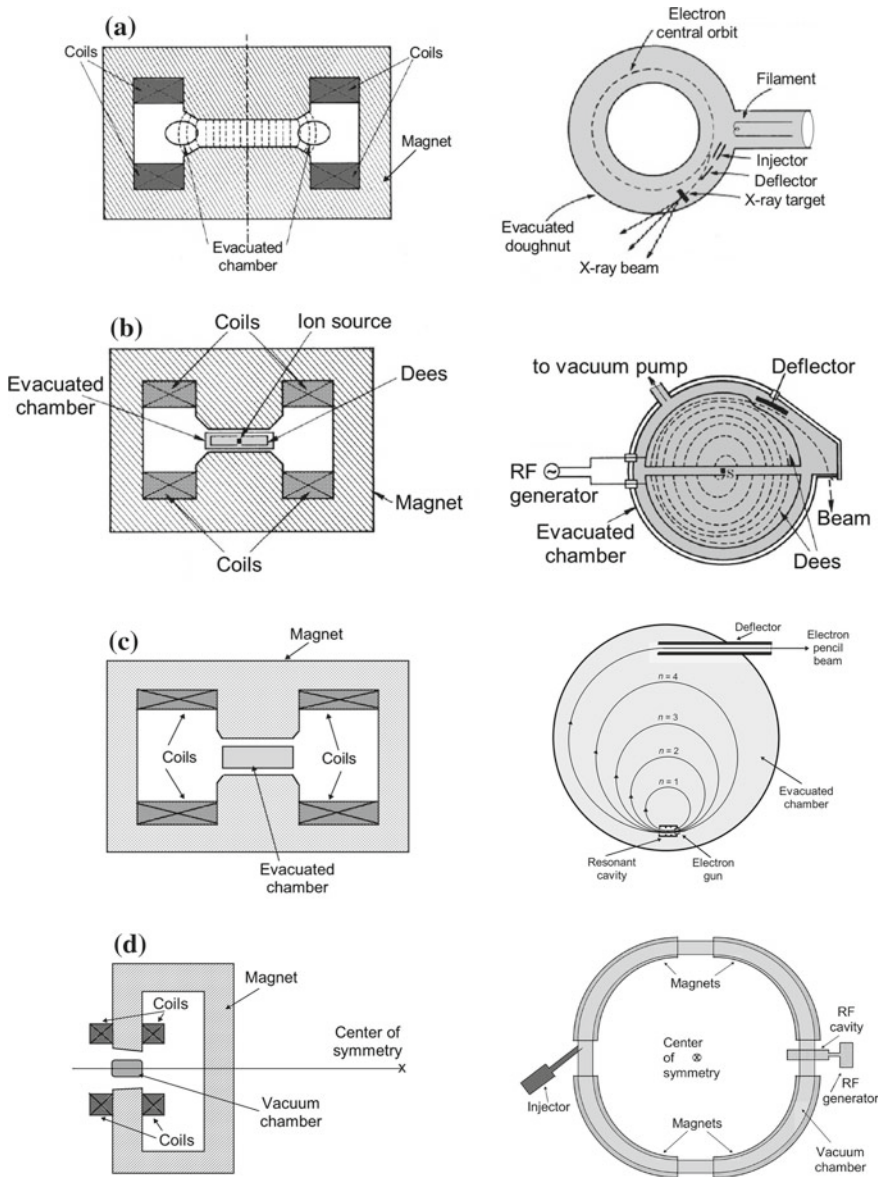 (a)
Coils
Coils
Magnet
Evacuated
chamber
Electron
central orbit
Filament
Injector
Deflector
X-ray target
Evacuated
doughnut
X-ray beam
(b)
Coils
Ion source
Evacuated
chamber
Dees
Magnet
Coils
to vacuum pump
Deflector
RF
generator
S
Evacuated
chamber
Beam
Dees
(c)
Magnet
Coils
Coils
Evacuated
chamber
Deflector
Electron
pencil
beam
n = 4
n = 3
n = 2
n = 1
Evacuated
chamber
Resonant
cavity
Electron
gun
(d)
Coils
Magnet
Center of
symmetry
x
Vacuum
chamber
Coils
Magnets
RF
cavity
Center
of ⊗
symmetry
RF
generator
Injector
Magnets
Vacuum
chamber